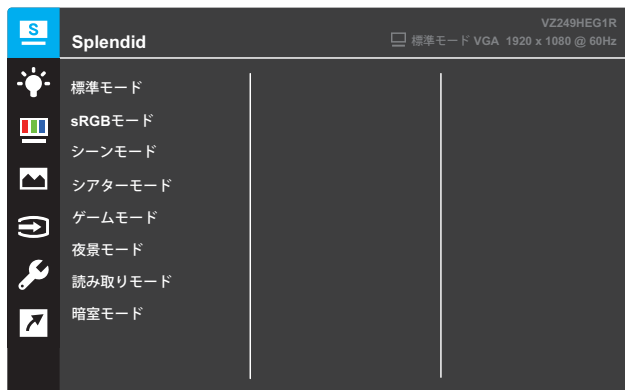 S
VZ249HEG1R
Splendid
標準モード VGA 1920 x 1080 @ 60Hz
標準モード
sRGBモード
シーンモード
シアターモード
ゲームモード
夜景モード
読み取りモード
暗室モード